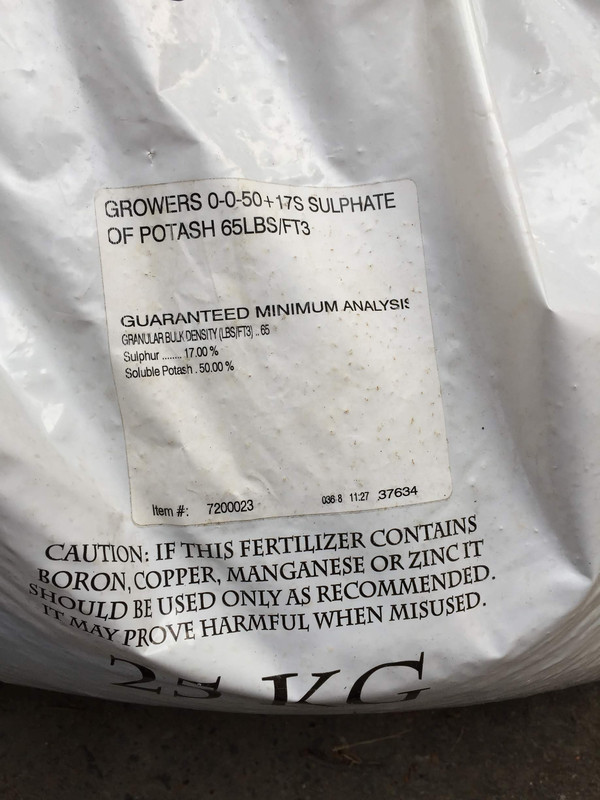 GROWERS 0-0-50+17S SULPHATE
OF POTASH 65LBS/FT3
GUARANTEED MINIMUM ANALYSIS
GRANULAR BULK DENSITY (LBS/FT3) .. 65
Sulphur ........ 17.00 %
Soluble Potash . 50.00 %
Item #: 7200023 036 8 11:27 37634
CAUTION: IF THIS FERTILIZER CONTAINS
BORON, COPPER, MANGANESE OR ZINC IT
SHOULD BE USED ONLY AS RECOMMENDED.
IT MAY PROVE HARMFUL WHEN MISUSED.
25 KG